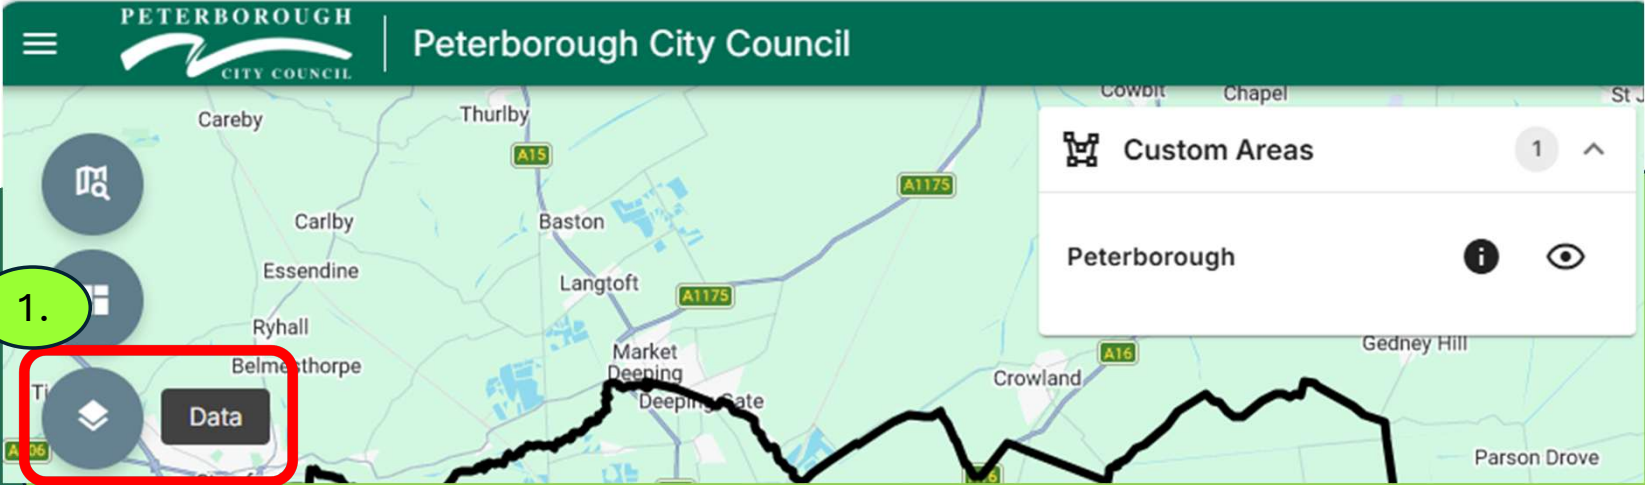 PETERBOROUGH
CITY COUNCIL
Peterborough City Council
Cowbit
Chapel
Careby
Thurlby
A15
Custom Areas
1
A1175
Carlby
Baston
Peterborough
i
Essendine
Langtoft
A1175
1.
Ryhall
Market
Deeping
A16
Gedney Hill
Belmesthorpe
Crowland
Deeping Gate
Data
Parson Drove